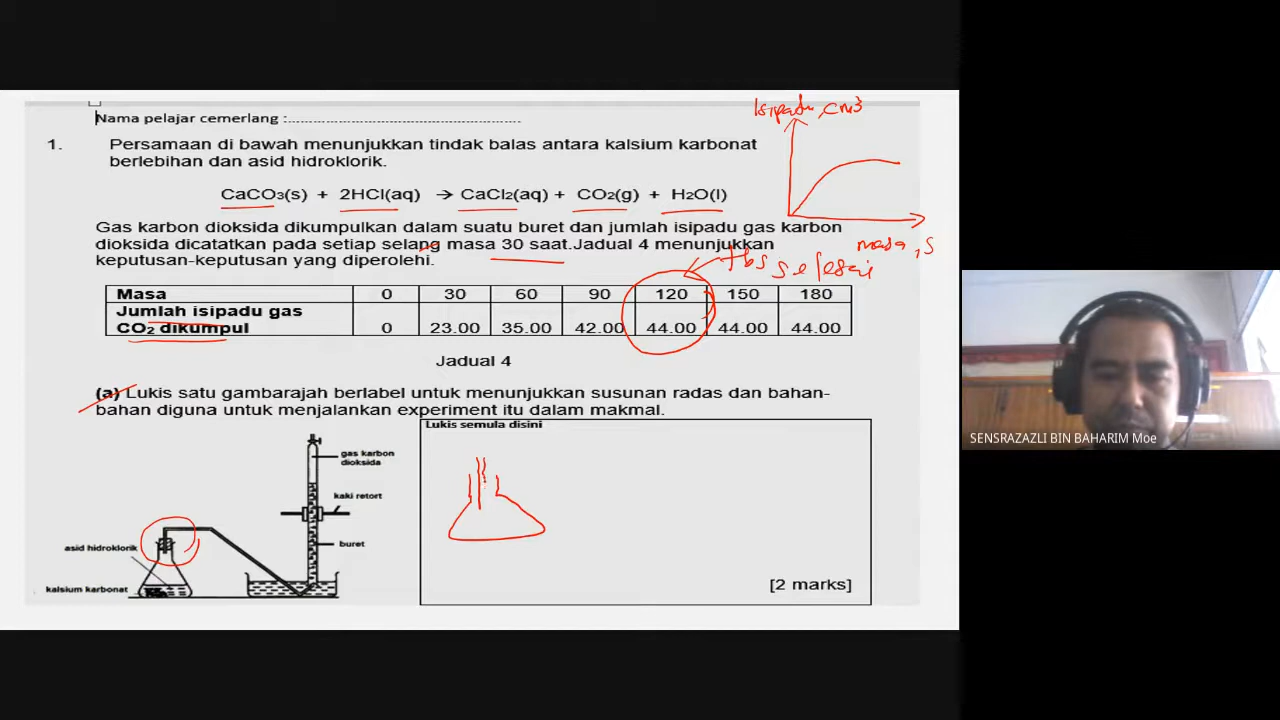 Nama pelajar cemerlang :..........................................................
Isipadu, cm3
1. Persamaan di bawah menunjukkan tindak balas antara kalsium karbonat
berlebihan dan asid hidroklorik.
CaCO3(s) + 2HCl(aq) → CaCl2(aq) + CO2(g) + H2O(l)
Gas karbon dioksida dikumpulkan dalam suatu buret dan jumlah isipadu gas karbon
dioksida dicatatkan pada setiap selang masa 30 saat.Jadual 4 menunjukkan
keputusan-keputusan yang diperolehi.
masa, S
tbs selesai
Masa 0 30 60 90 120 150 180
Jumlah isipadu gas
CO2 dikumpul 0 23.00 35.00 42.00 44.00 44.00 44.00
Jadual 4
(a) Lukis satu gambarajah berlabel untuk menunjukkan susunan radas dan bahan-
bahan diguna untuk menjalankan experiment itu dalam makmal.
Lukis semula disini
gas karbon
dioksida
kaki retort
buret
asid hidroklorik
kalsium karbonat
[2 marks]
SENSRAZAZLI BIN BAHARIM Moe